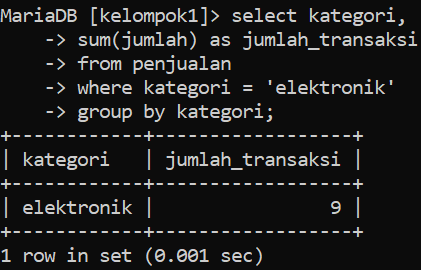 MariaDB [kelompok1]> select kategori,
    -> sum(jumlah) as jumlah_transaksi
    -> from penjualan
    -> where kategori = 'elektronik'
    -> group by kategori;
+------------+------------------+
| kategori   | jumlah_transaksi |
+------------+------------------+
| elektronik |                9 |
+------------+------------------+
1 row in set (0.001 sec)